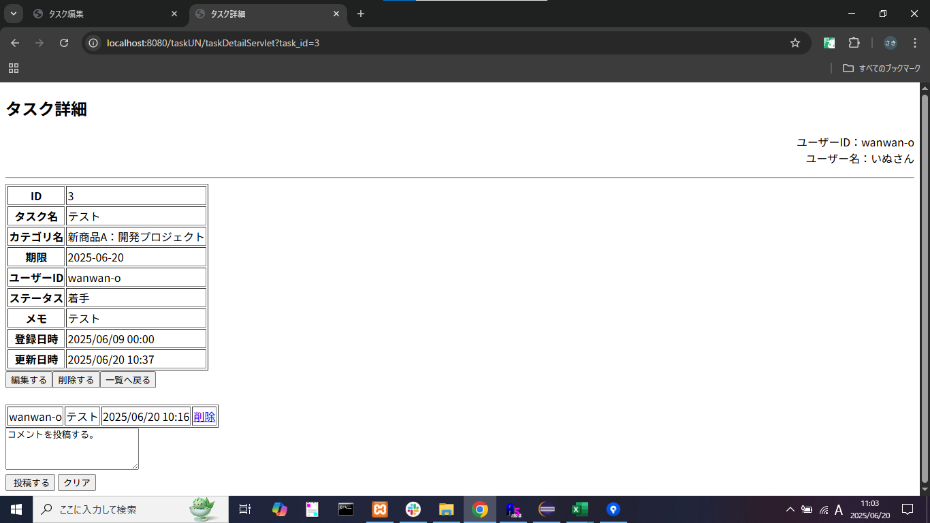 タスク編集
タスク詳細
localhost:8080/taskUN/taskDetailServlet?task_id=3
さき
すべてのブックマーク
タスク詳細
ユーザーID：wanwan-o
ユーザー名：いぬさん
ID 3
タスク名 テスト
カテゴリ名 新商品A：開発プロジェクト
期限 2025-06-20
ユーザーID wanwan-o
ステータス 着手
メモ テスト
登録日時 2025/06/09 00:00
更新日時 2025/06/20 10:37
編集する 削除する 一覧へ戻る
wanwan-o テスト 2025/06/20 10:16 削除
コメントを投稿する。
投稿する クリア
ここに入力して検索
A
11:03
2025/06/20